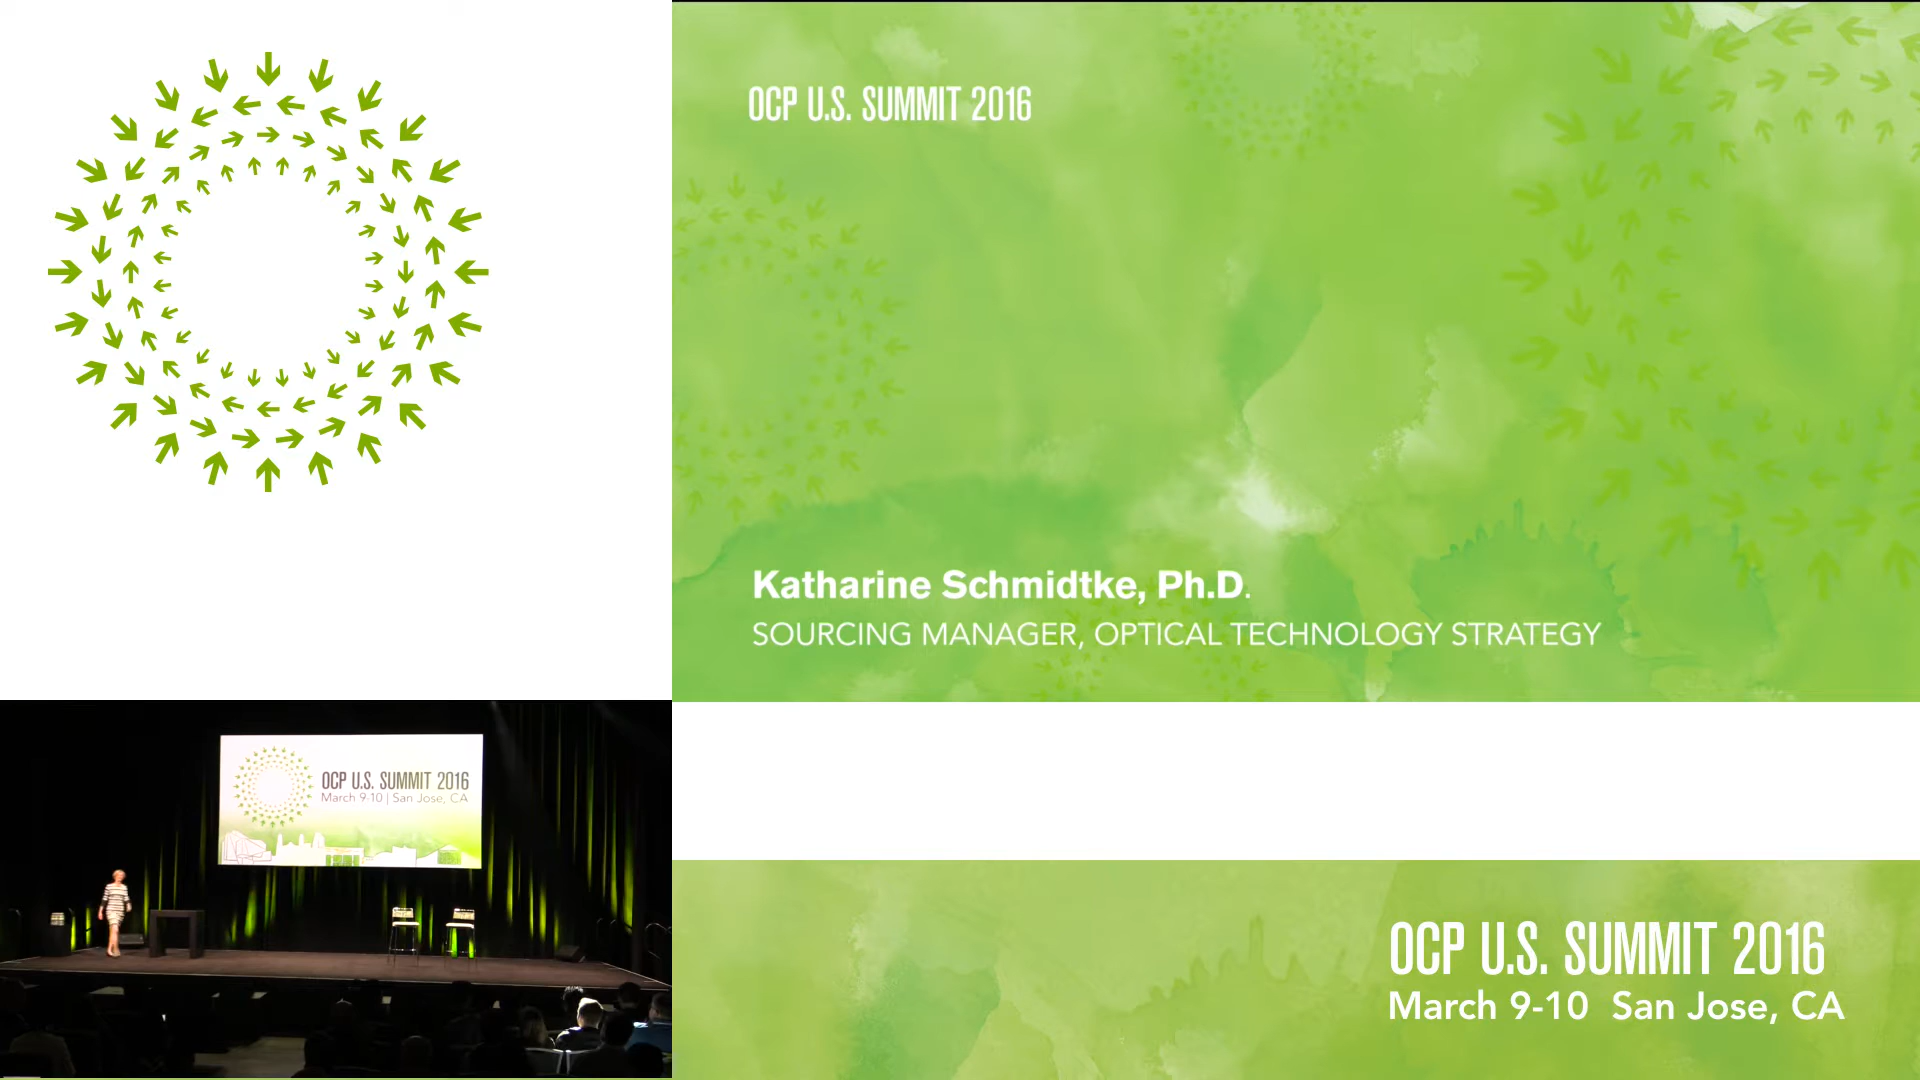 OCP U.S. SUMMIT 2016
Katharine Schmidtke, Ph.D.
SOURCING MANAGER, OPTICAL TECHNOLOGY STRATEGY
OCP U.S. SUMMIT 2016
March 9-10 | San Jose, CA
OCP U.S. SUMMIT 2016
March 9-10 San Jose, CA